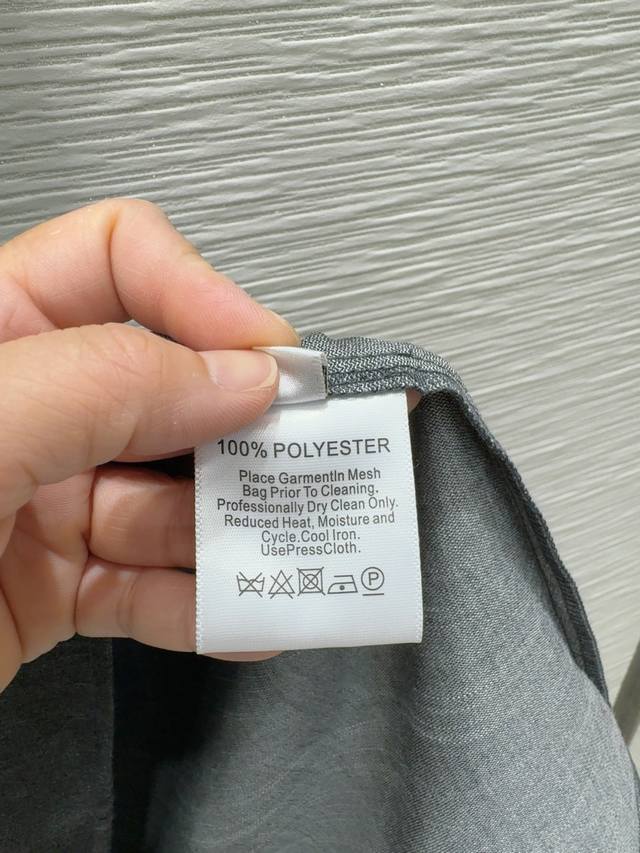 100% POLYESTER
Place GarmentIn Mesh
Bag Prior To Cleaning.
Professionally Dry Clean Only.
Reduced Heat, Moisture and
Cycle.Cool Iron.
UsePressCloth.
P